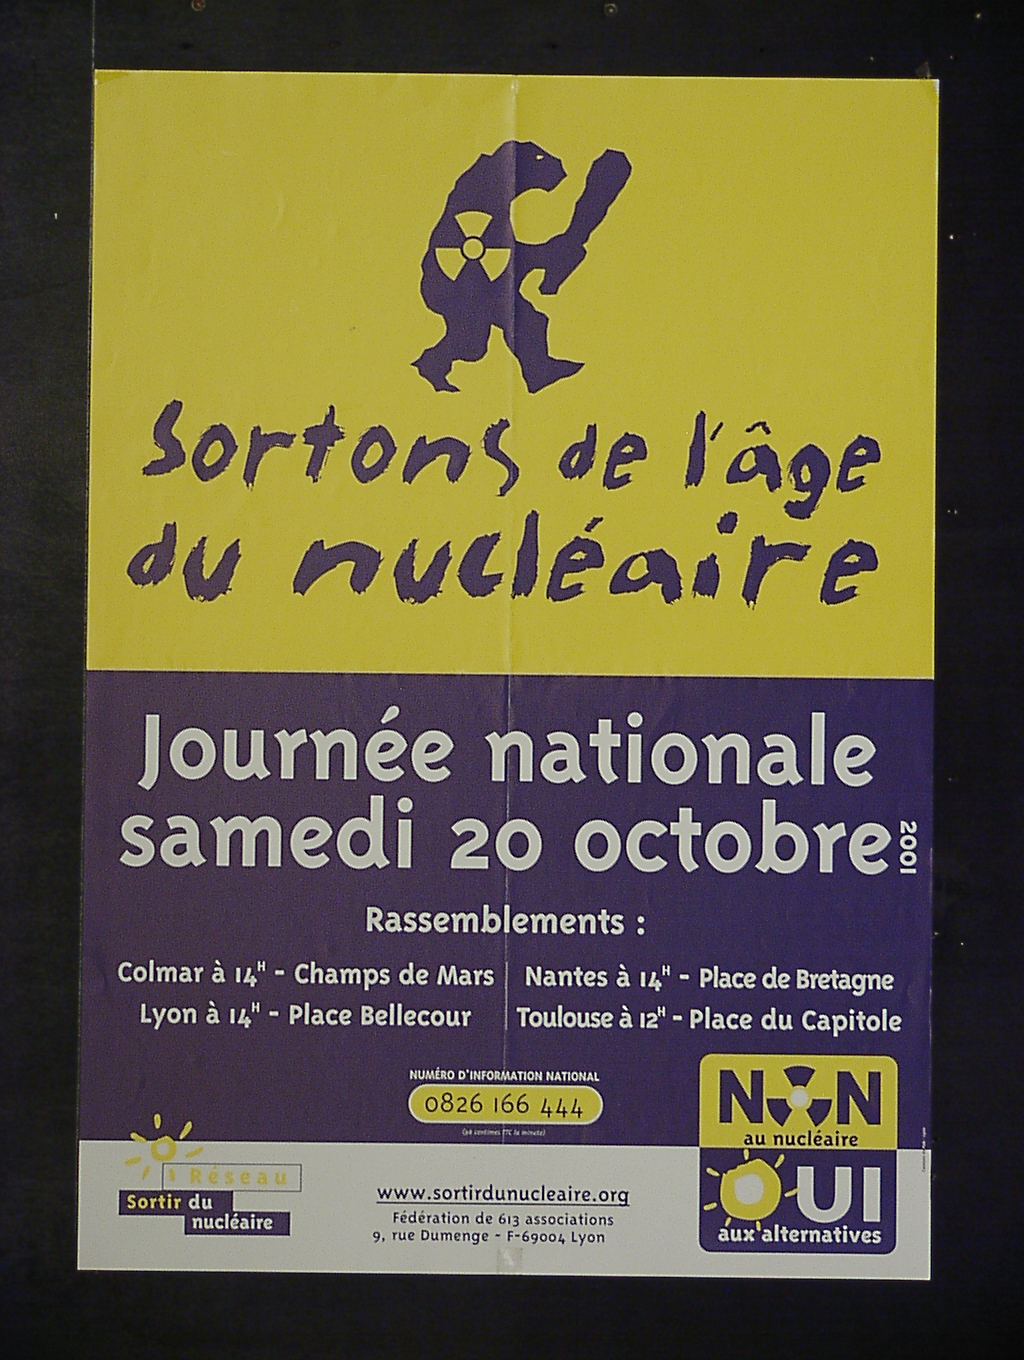 Sortons de l'âge
du nucléaire
Journée nationale
samedi 20 octobre 2001
Rassemblements :
Colmar à 14H - Champs de Mars
Nantes à 14H - Place de Bretagne
Lyon à 14H - Place Bellecour
Toulouse à 12H - Place du Capitole
NUMÉRO D'INFORMATION NATIONAL
0826 166 444
NON
au nucléaire
OUI
aux alternatives
Réseau
Sortir du
nucléaire
www.sortirdunucleaire.org
Fédération de 613 associations
9, rue Dumenge - F-69004 Lyon